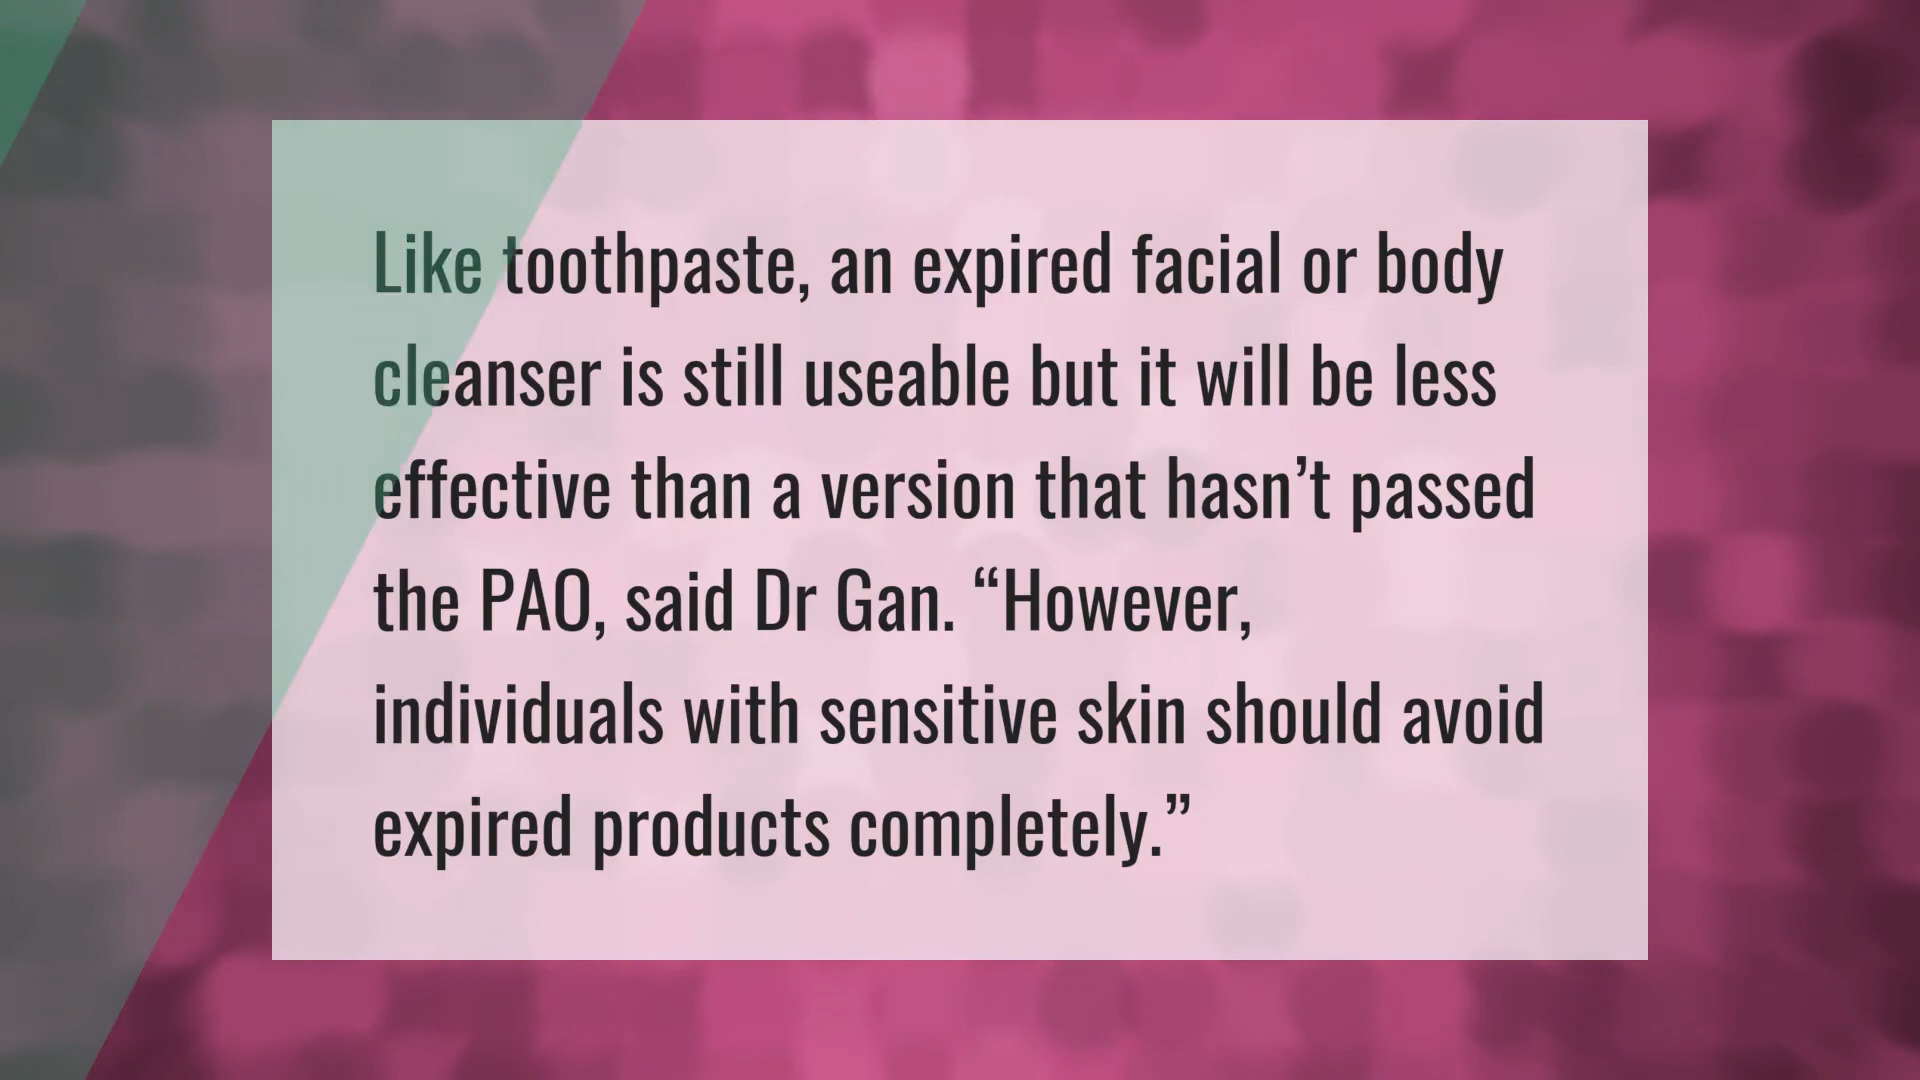 Like toothpaste, an expired facial or body
cleanser is still useable but it will be less
effective than a version that hasn’t passed
the PAO, said Dr Gan. “However,
individuals with sensitive skin should avoid
expired products completely.”